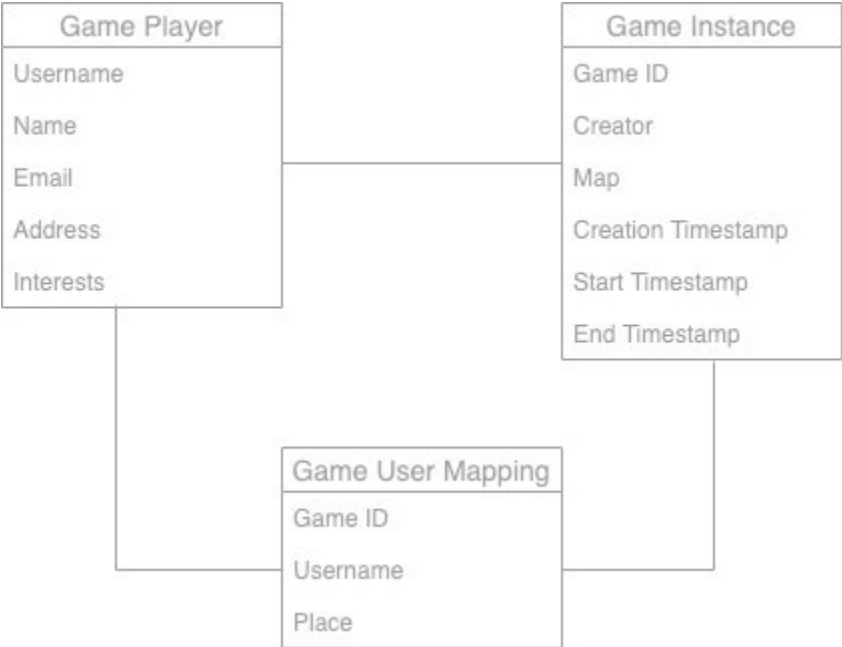 Game Player
Username
Name
Email
Address
Interests
Game Instance
Game ID
Creator
Map
Creation Timestamp
Start Timestamp
End Timestamp
Game User Mapping
Game ID
Username
Place